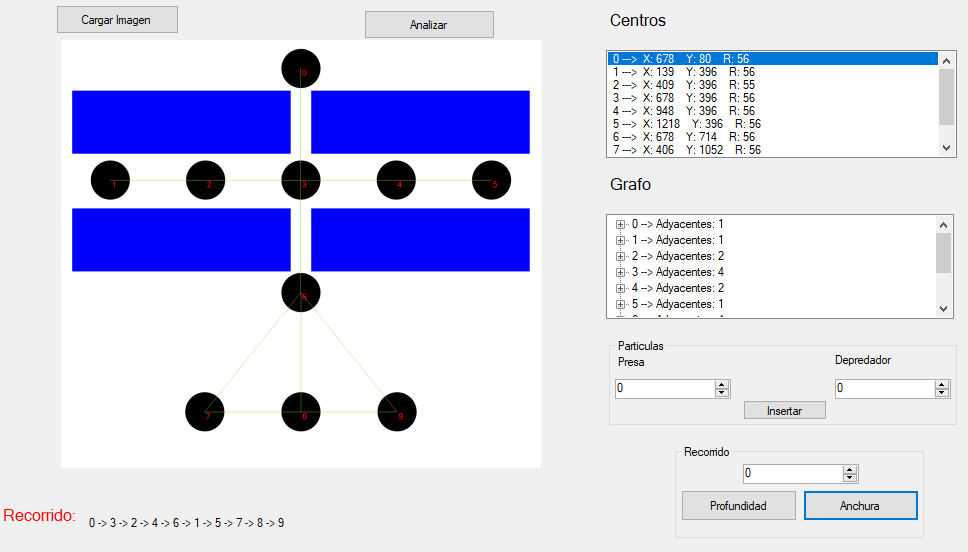 Cargar Imagen
Analizar
Centros
0 ---> X: 678 Y: 80 R: 56
1 ---> X: 139 Y: 396 R: 56
2 ---> X: 409 Y: 396 R: 55
3 ---> X: 678 Y: 396 R: 56
4 ---> X: 948 Y: 396 R: 56
5 ---> X: 1218 Y: 396 R: 56
6 ---> X: 678 Y: 714 R: 56
7 ---> X: 406 Y: 1052 R: 56
0
1 2 3 4 5
6
7 8 9
Grafo
0 --> Adyacentes: 1
1 --> Adyacentes: 1
2 --> Adyacentes: 2
3 --> Adyacentes: 4
4 --> Adyacentes: 2
5 --> Adyacentes: 1
Particulas
Presa
Depredador
0
0
Insertar
Recorrido
0
Profundidad
Anchura
Recorrido: 0 -> 3 -> 2 -> 4 -> 6 -> 1 -> 5 -> 7 -> 8 -> 9